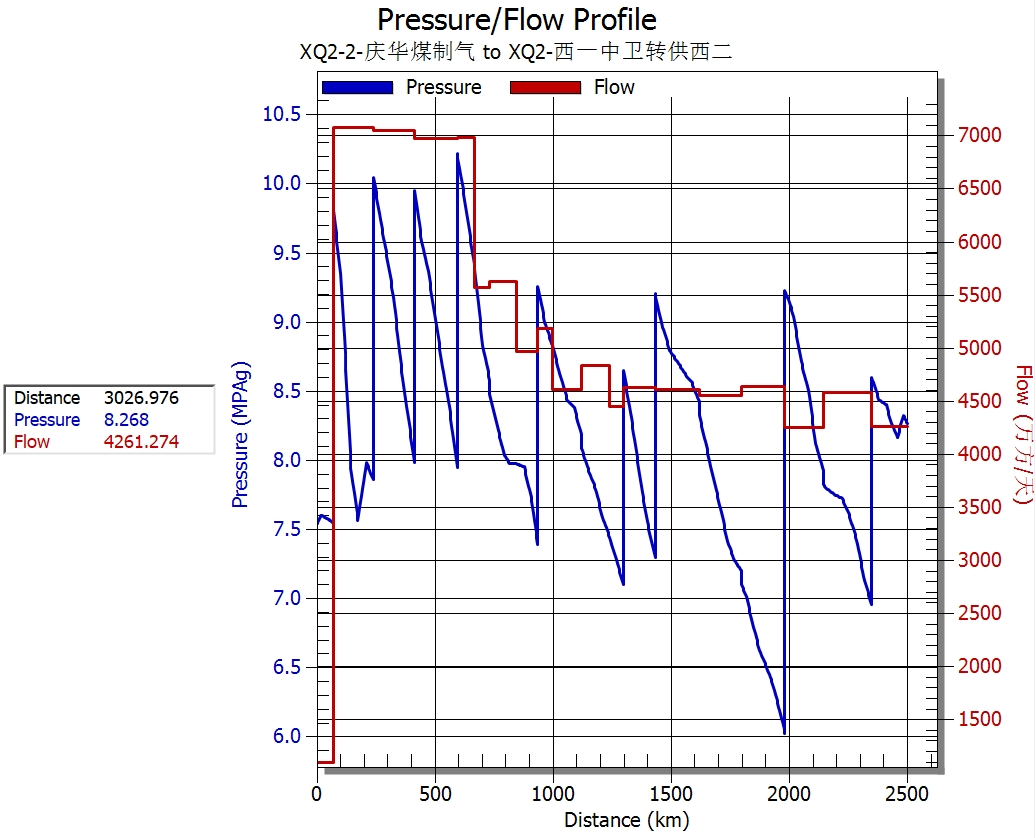 Pressure/Flow Profile
XQ2-2-庆华煤制气 to XQ2-西一中卫转供西二
Pressure Flow
10.5
10.0
9.5
9.0
8.5
8.0
7.5
7.0
6.5
6.0
Pressure (MPAg)
Distance 3026.976
Pressure 8.268
Flow 4261.274
7000
6500
6000
5500
5000
4500
4000
3500
3000
2500
2000
1500
Flow (万方/天)
0 500 1000 1500 2000 2500
Distance (km)